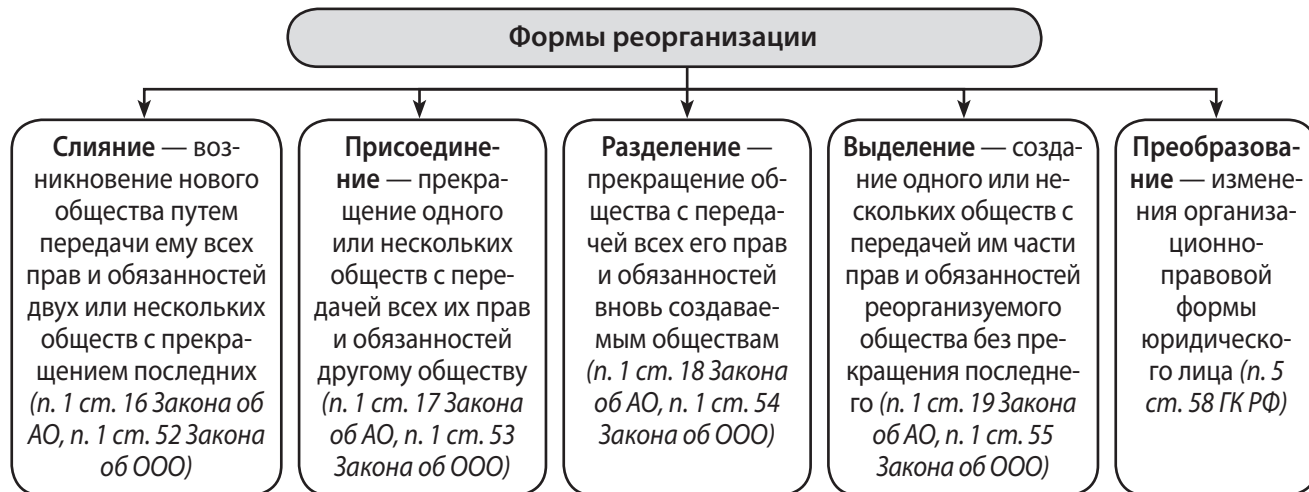 Формы реорганизации
Слияние — воз-
никновение нового
общества путем
передачи ему всех
прав и обязанностей
двух или нескольких
обществ с прекра-
щением последних
(п. 1 ст. 16 Закона об
АО, п. 1 ст. 52 Закона
об ООО)
Присоедине-
ние — прекра-
щение одного
или нескольких
обществ с пере-
дачей всех их прав
и обязанностей
другому обществу
(п. 1 ст. 17 Закона
об АО, п. 1 ст. 53
Закона об ООО)
Разделение —
прекращение об-
щества с переда-
чей всех его прав
и обязанностей
вновь создавае-
мым обществам
(п. 1 ст. 18 Закона
об АО, п. 1 ст. 54
Закона об ООО)
Выделение — созда-
ние одного или не-
скольких обществ с
передачей им части
прав и обязанностей
реорганизуемого
общества без пре-
кращения последне-
го (п. 1 ст. 19 Закона
об АО, п. 1 ст. 55
Закона об ООО)
Преобразова-
ние — измене-
ния организа-
ционно-
правовой
формы
юридическо-
го лица (п. 5
ст. 58 ГК РФ)